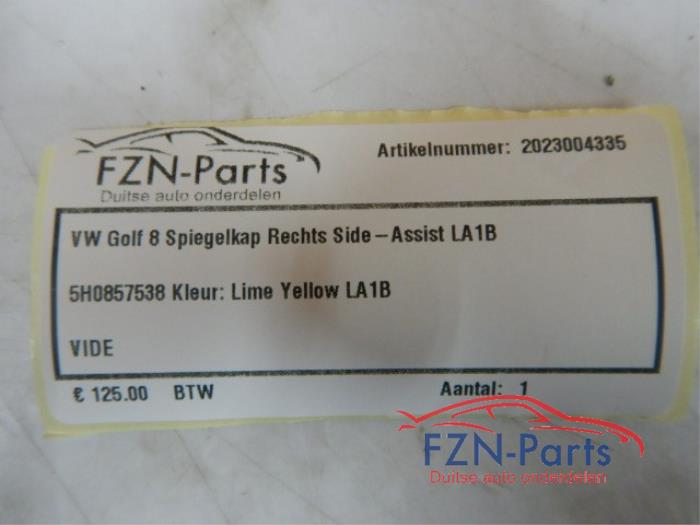 FZN-Parts
Duitse auto onderdelen
Artikelnummer: 2023004335
VW Golf 8 Spiegelkap Rechts Side-Assist LA1B
5H0857538 Kleur: Lime Yellow LA1B
VIDE
€ 125.00 BTW
Aantal: 1
FZN-Parts
Duitse auto onderdelen